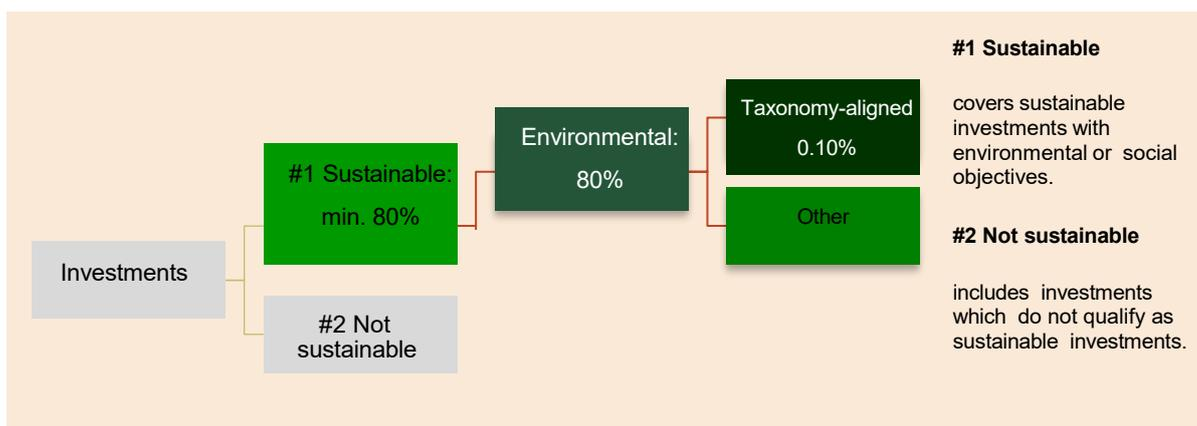 Investments
#1 Sustainable:
min. 80%
#2 Not
sustainable
Environmental:
80%
Taxonomy-aligned
0.10%
Other
#1 Sustainable
covers sustainable
investments with
environmental or social
objectives.
#2 Not sustainable
includes investments
which do not qualify as
sustainable investments.